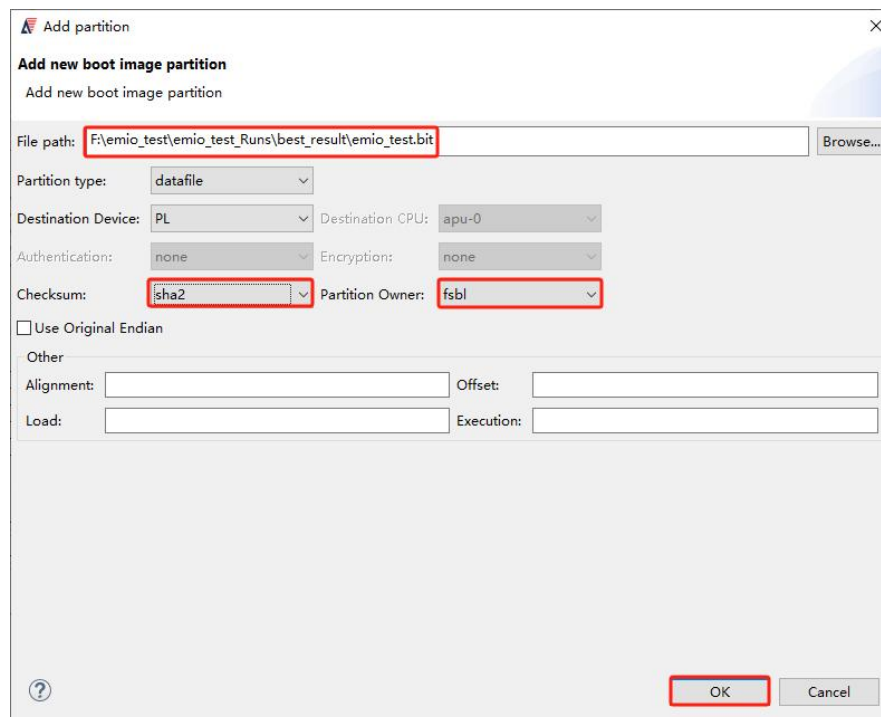 Add partition
Add new boot image partition
Add new boot image partition
File path: F:\emio_test\emio_test_Runs\best_result\emio_test.bit Browse...
Partition type: datafile
Destination Device: PL Destination CPU: apu-0
Authentication: none Encryption: none
Checksum: sha2 Partition Owner: fsbl
Use Original Endian
Other
Alignment: Offset:
Load: Execution:
? OK Cancel